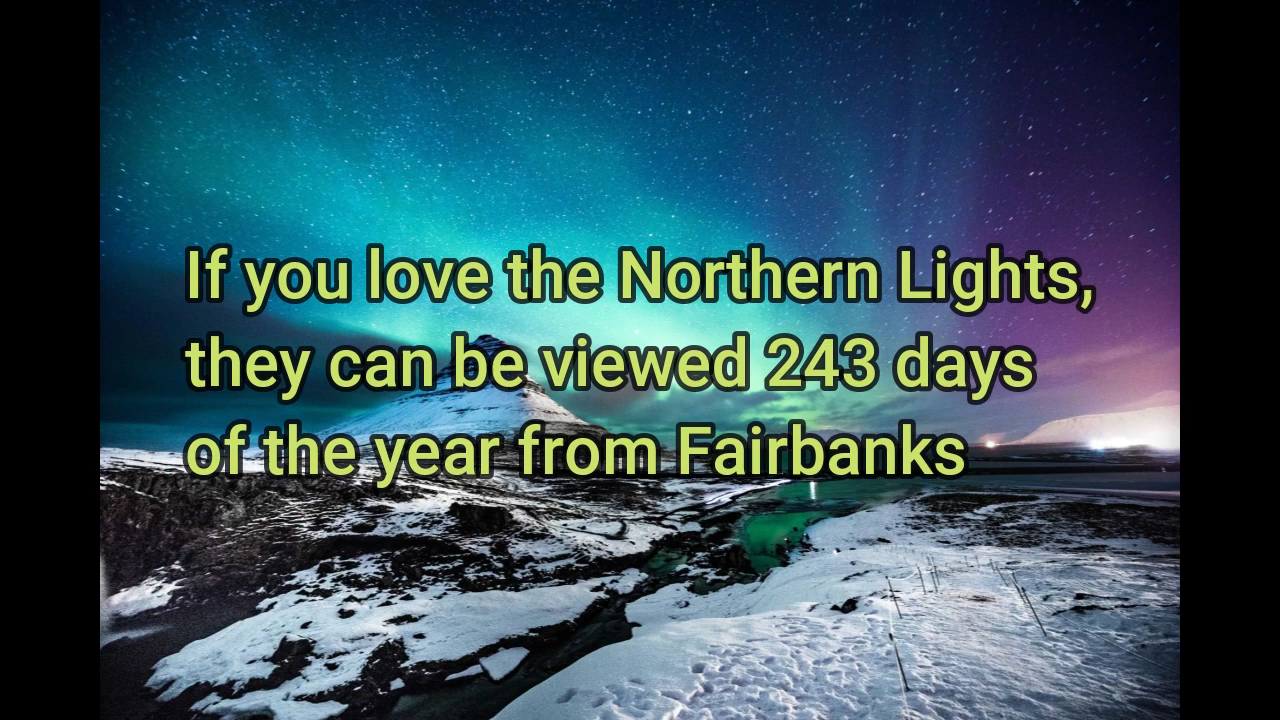 If you love the Northern Lights,
they can be viewed 243 days
of the year from Fairbanks